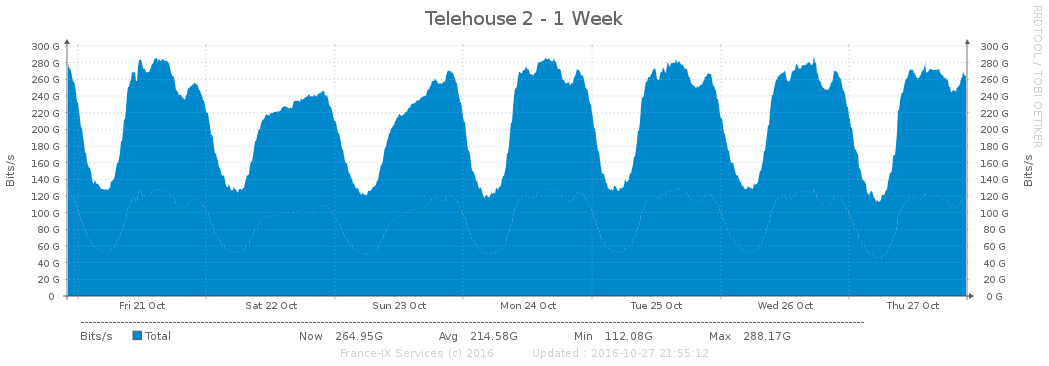 Telehouse 2 - 1 Week
RRDTOOL / TOBI OETIKER
300 G 300 G
280 G 280 G
260 G 260 G
240 G 240 G
220 G 220 G
200 G 200 G
180 G 180 G
160 G 160 G
140 G 140 G
120 G 120 G
100 G 100 G
80 G 80 G
60 G 60 G
40 G 40 G
20 G 20 G
0 0 G
Bits/s
Bits/s
Fri 21 Oct Sat 22 Oct Sun 23 Oct Mon 24 Oct Tue 25 Oct Wed 26 Oct Thu 27 Oct
Bits/s Total Now 264.95G Avg 214.58G Min 112.08G Max 288.17G
France-IX Services (c) 2016 Updated : 2016-10-27 21:55:12